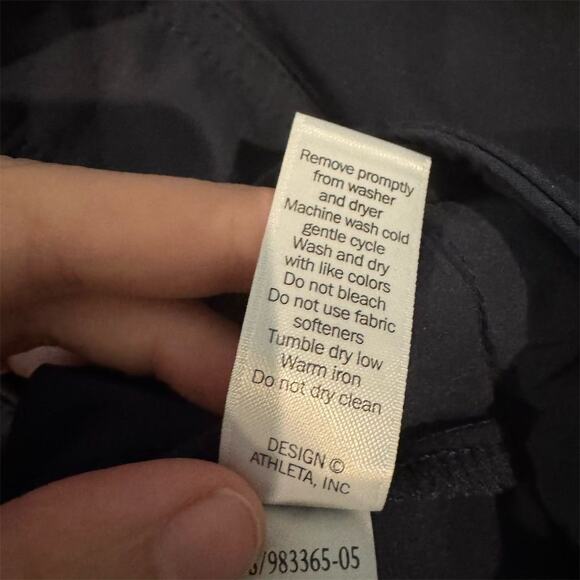 Remove promptly
from washer
and dryer
Machine wash cold
gentle cycle
Wash and dry
with like colors
Do not bleach
Do not use fabric
softeners
Tumble dry low
Warm iron
Do not dry clean
DESIGN ©
ATHLETA, INC
/983365-05